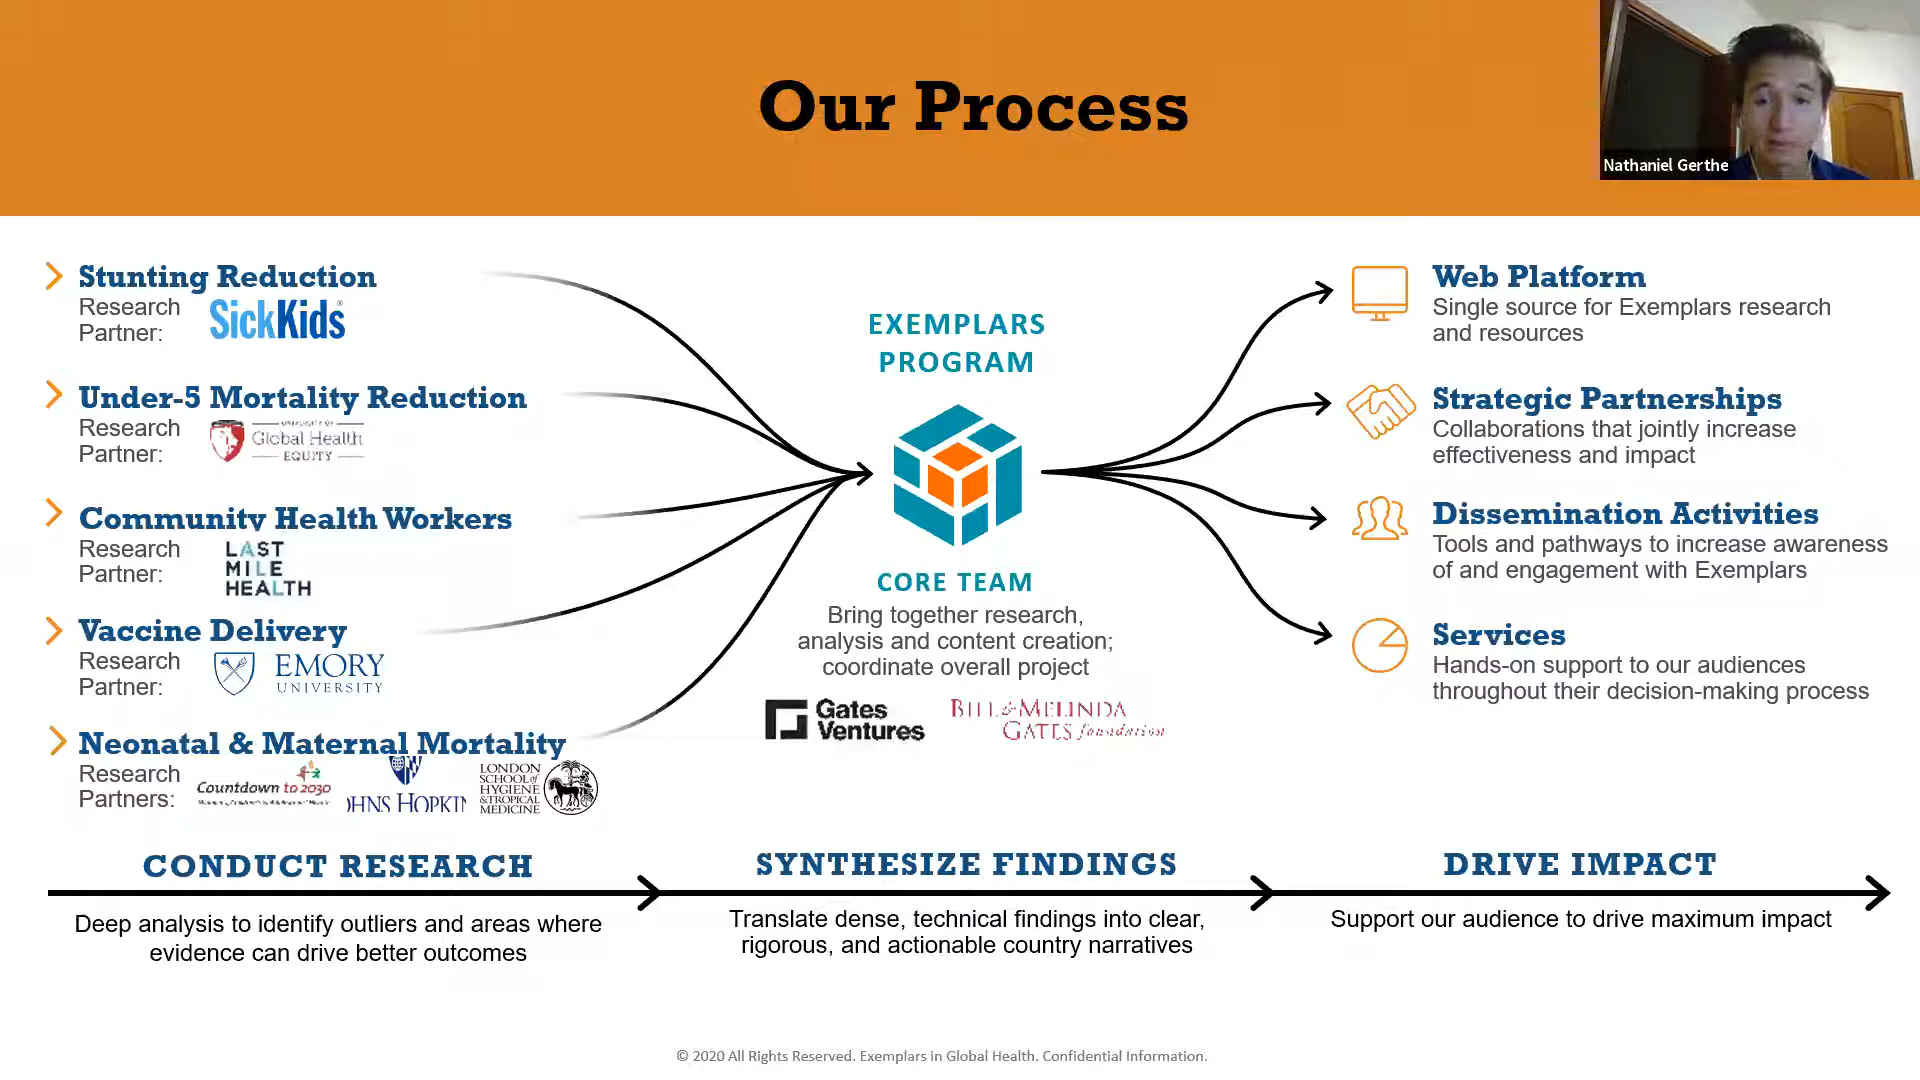 Our Process
Nathaniel Gerthe
Stunting Reduction
Research
Partner:
SickKids
Under-5 Mortality Reduction
Research
Partner:
UNIVERSITY OF
Global Health
EQUITY
Community Health Workers
Research
Partner:
LAST
MILE
HEALTH
Vaccine Delivery
Research
Partner:
EMORY
UNIVERSITY
Neonatal & Maternal Mortality
Research
Partners:
Countdown to 2030
OHNS HOPKIN
LONDON
SCHOOL of
HYGIENE
&TROPICAL
MEDICINE
EXEMPLARS
PROGRAM
CORE TEAM
Bring together research,
analysis and content creation;
coordinate overall project
Gates
Ventures
BILL & MELINDA
GATES foundation
Web Platform
Single source for Exemplars research
and resources
Strategic Partnerships
Collaborations that jointly increase
effectiveness and impact
Dissemination Activities
Tools and pathways to increase awareness
of and engagement with Exemplars
Services
Hands-on support to our audiences
throughout their decision-making process
CONDUCT RESEARCH
Deep analysis to identify outliers and areas where
evidence can drive better outcomes
SYNTHESIZE FINDINGS
Translate dense, technical findings into clear,
rigorous, and actionable country narratives
DRIVE IMPACT
Support our audience to drive maximum impact
© 2020 All Rights Reserved. Exemplars in Global Health. Confidential Information.